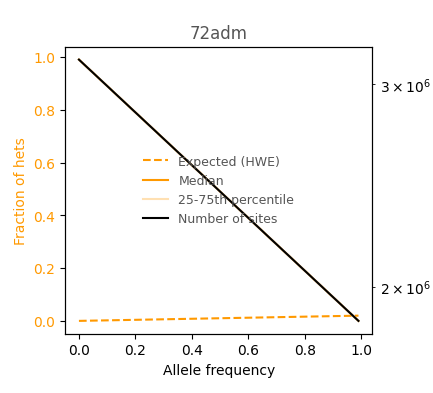 72adm
1.0
0.8
0.6
0.4
0.2
0.0
Fraction of hets
Expected (HWE)
Median
25-75th percentile
Number of sites
3 × 10⁶
2 × 10⁶
0.0 0.2 0.4 0.6 0.8 1.0
Allele frequency